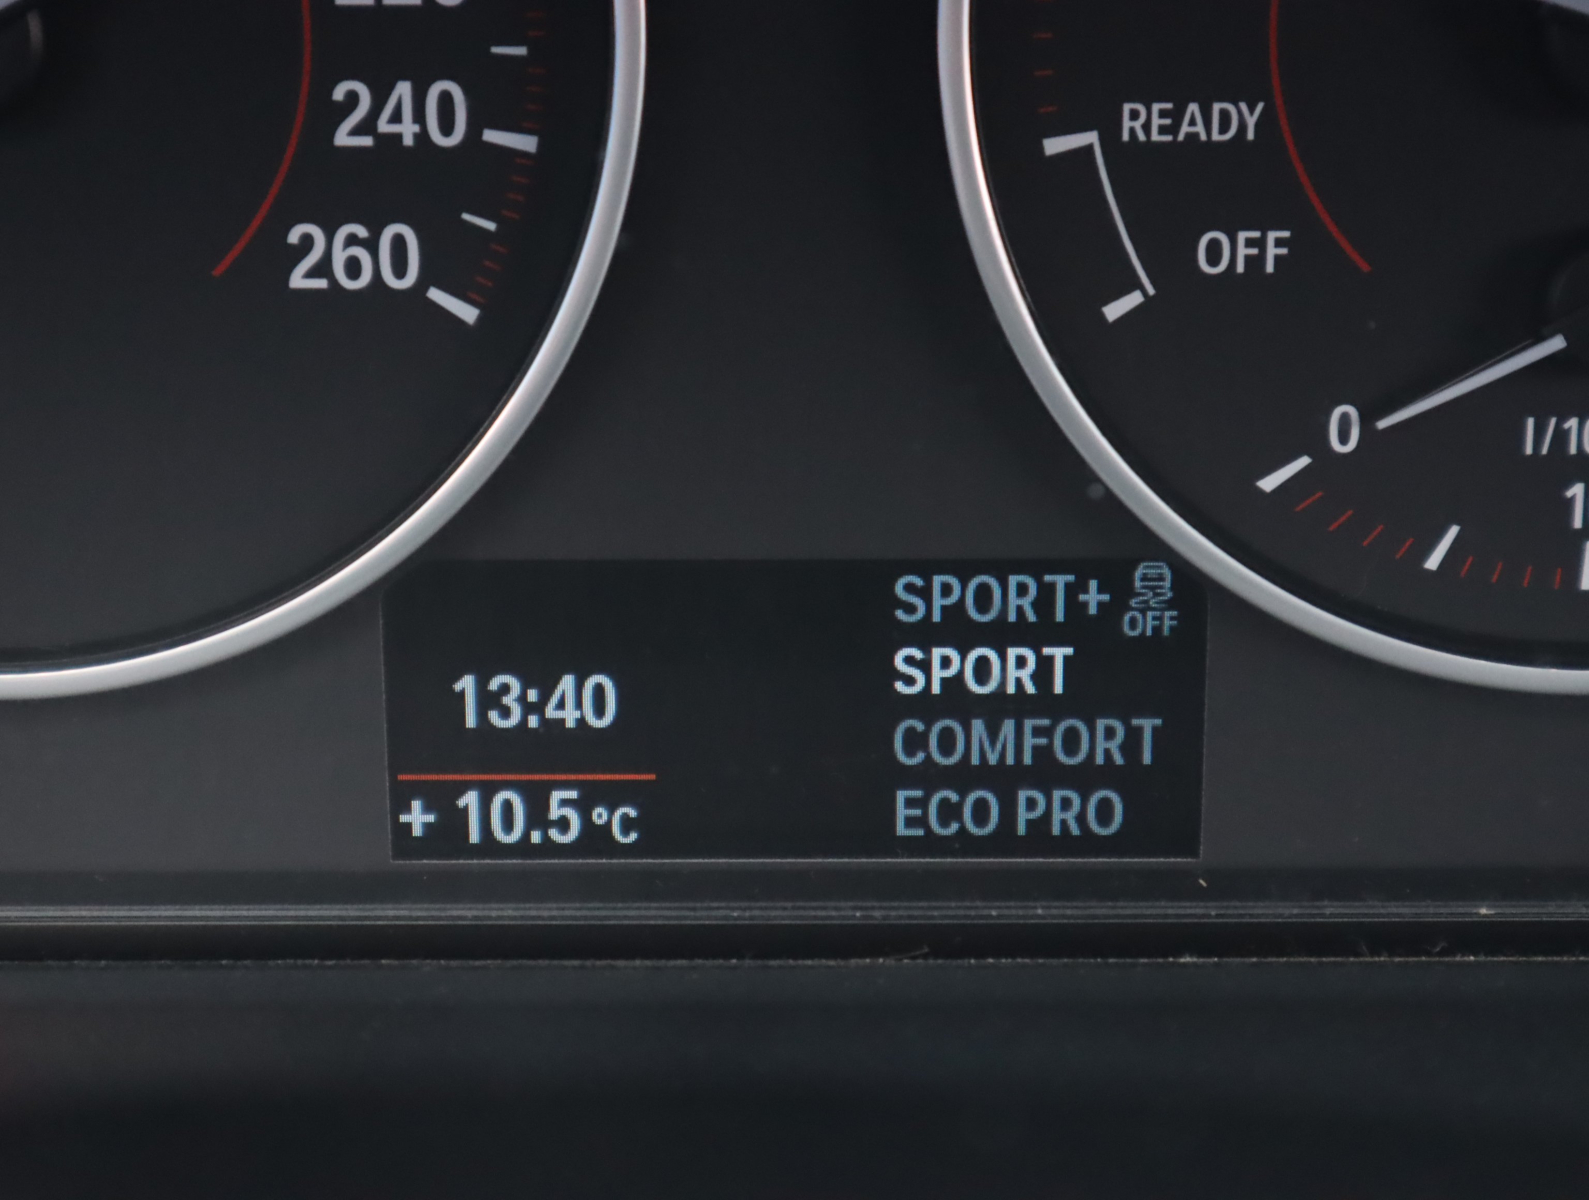 240
260
READY
OFF
0
13:40
+ 10.5 °C
SPORT+
OFF
SPORT
COMFORT
ECO PRO